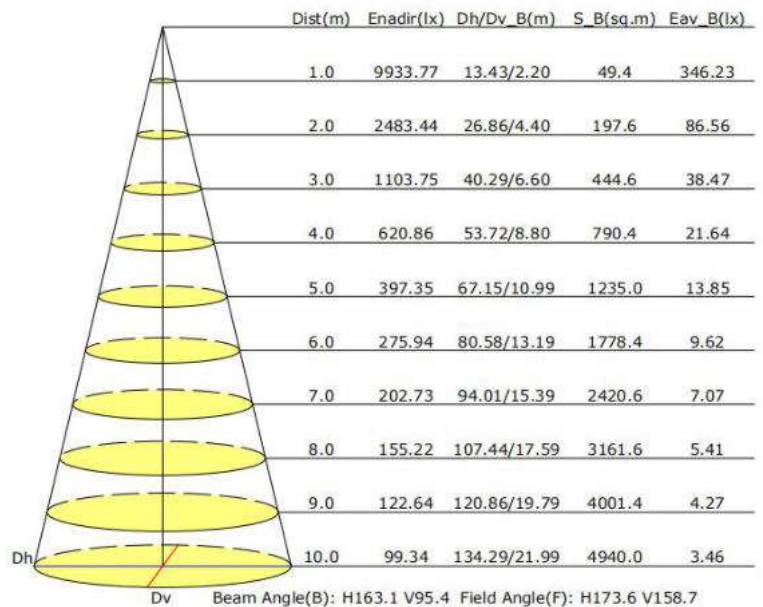 Dist(m) Enadir(lx) Dh/Dv_B(m) S_B(sq.m) Eav_B(lx)
1.0 9933.77 13.43/2.20 49.4 346.23
2.0 2483.44 26.86/4.40 197.6 86.56
3.0 1103.75 40.29/6.60 444.6 38.47
4.0 620.86 53.72/8.80 790.4 21.64
5.0 397.35 67.15/10.99 1235.0 13.85
6.0 275.94 80.58/13.19 1778.4 9.62
7.0 202.73 94.01/15.39 2420.6 7.07
8.0 155.22 107.44/17.59 3161.6 5.41
9.0 122.64 120.86/19.79 4001.4 4.27
Dh 10.0 99.34 134.29/21.99 4940.0 3.46
Dv Beam Angle(B): H163.1 V95.4 Field Angle(F): H173.6 V158.7